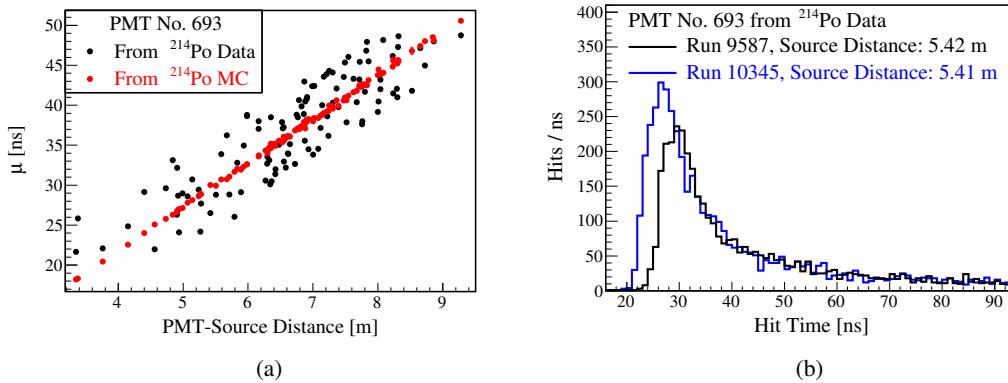 PMT No. 693
From ²¹⁴Po Data
From ²¹⁴Po MC
50
45
40
35
30
25
20
μ [ns]
4 5 6 7 8 9
PMT-Source Distance [m]
(a)
PMT No. 693 from ²¹⁴Po Data
Run 9587, Source Distance: 5.42 m
Run 10345, Source Distance: 5.41 m
400
350
300
250
200
150
100
50
0
Hits / ns
20 30 40 50 60 70 80 90
Hit Time [ns]
(b)